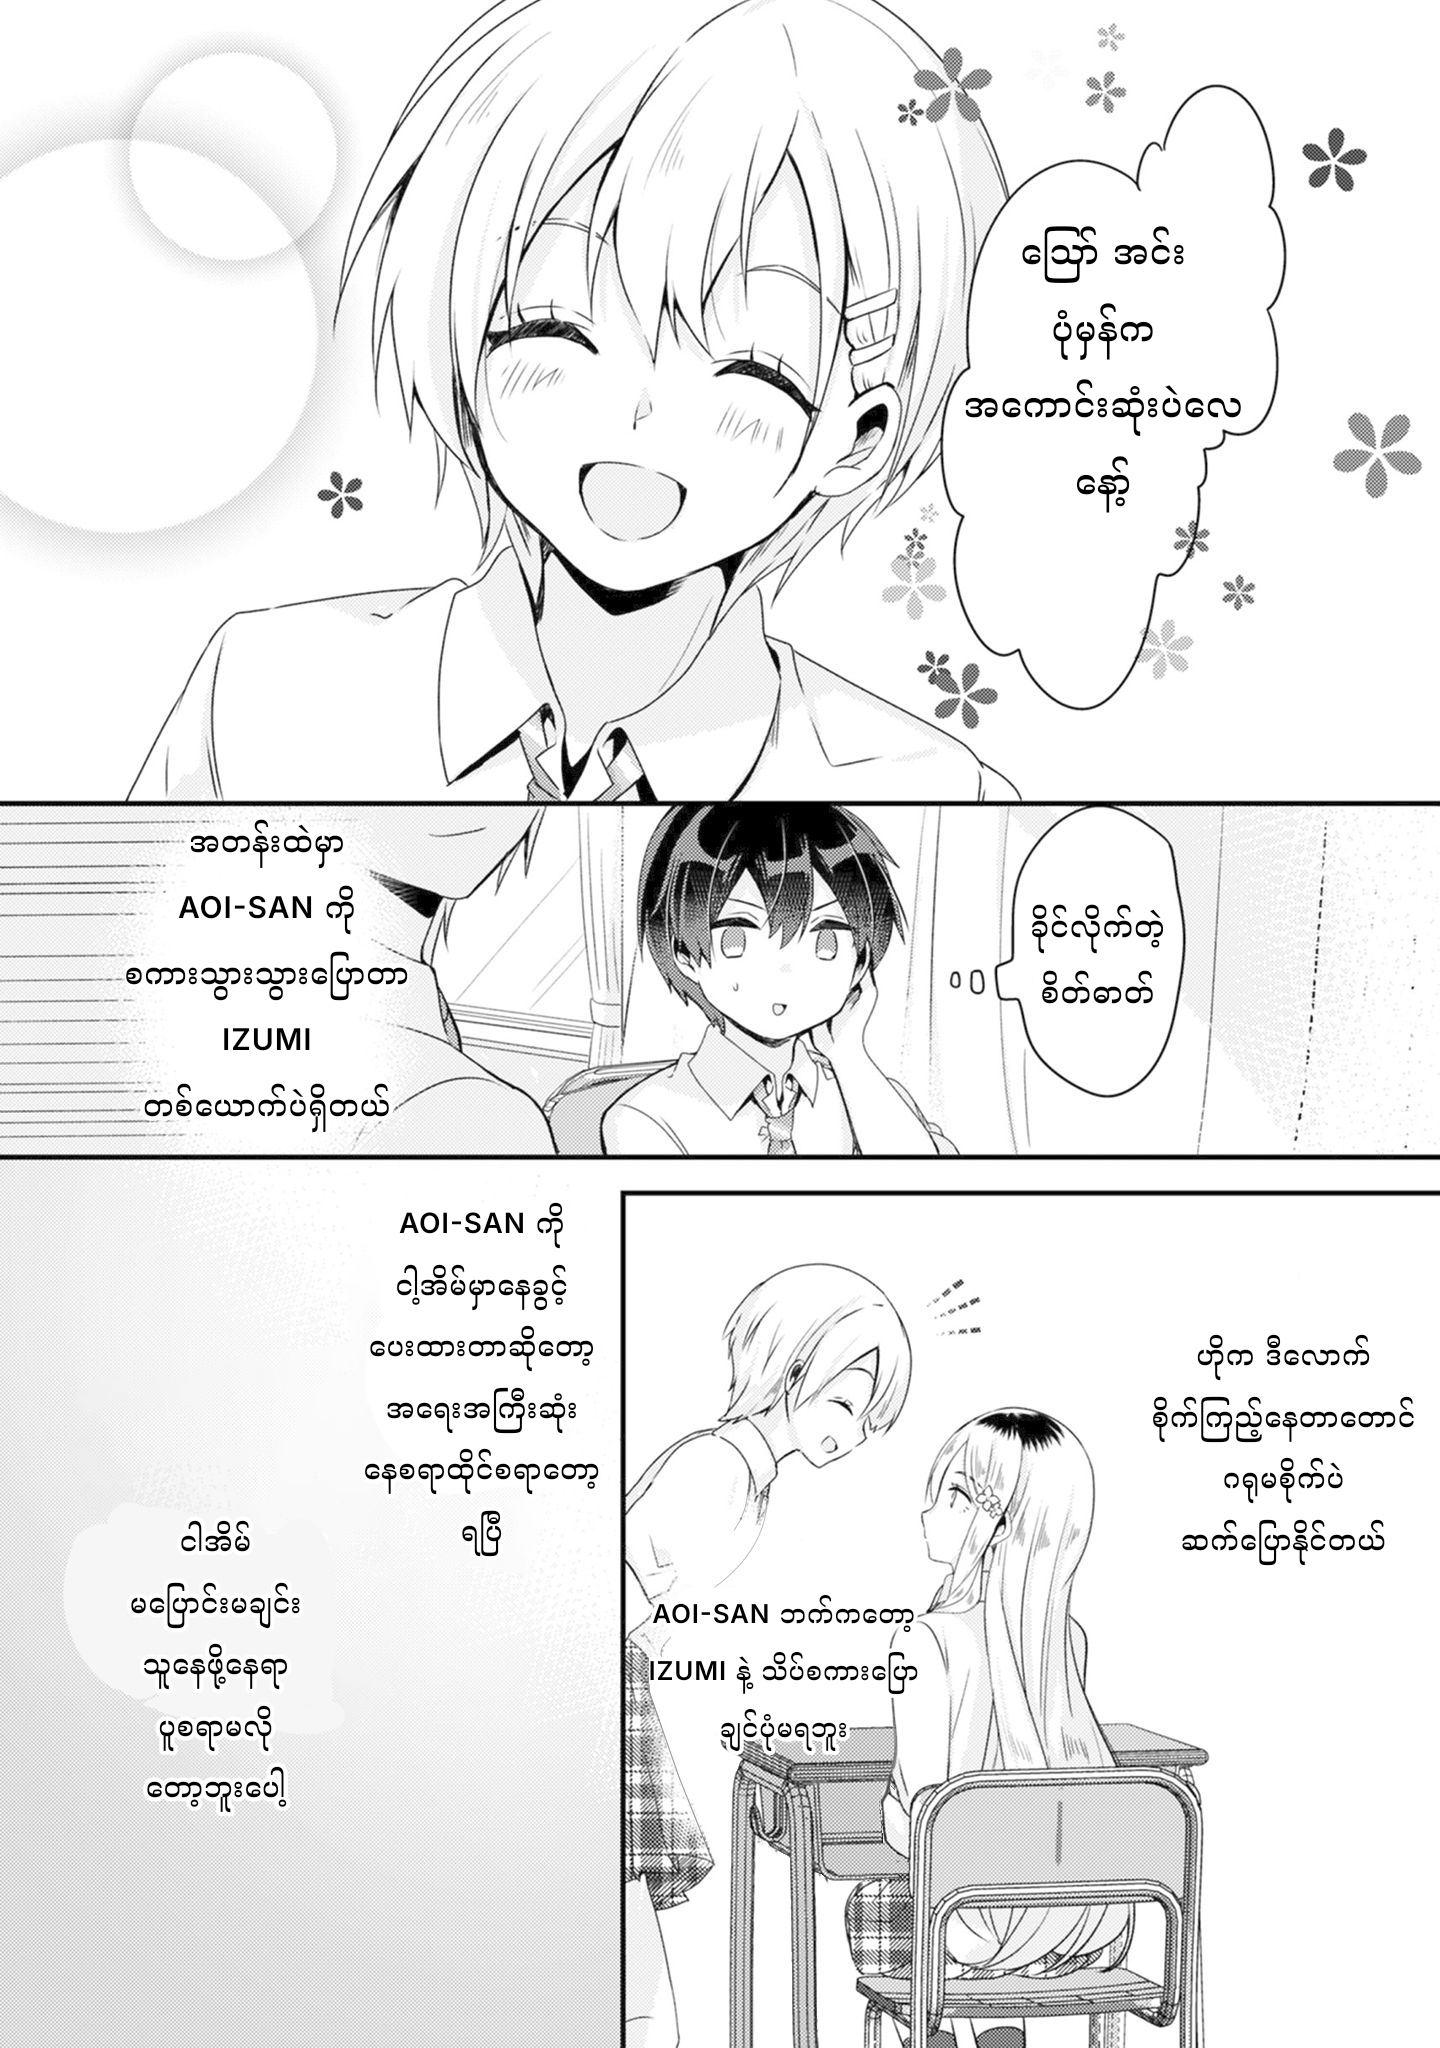 သြော် အင်း
ပုံမှန်က
အကောင်းဆုံးပဲလေ
နော့်
ခိုင်လိုက်တဲ့
စိတ်ဓာတ်
အတန်းထဲမှာ
AOI-SAN ကို
စကားသွားသွားပြောတာ
IZUMI
တစ်ယောက်ပဲရှိတယ်
ဟိုက ဒီလောက်
စိုက်ကြည့်နေတာတောင်
ဂရုမစိုက်ပဲ
ဆက်ပြောနိုင်တယ်
AOI-SAN ဘက်ကတော့
IZUMI နဲ့ သိပ်စကားပြော
ချင်ပုံမရဘူး
AOI-SAN ကို
ငါ့အိမ်မှာနေခွင့်
ပေးထားတာဆိုတော့
အရေးအကြီးဆုံး
နေစရာထိုင်စရာတော့
ရပြီ
ငါအိမ်
မပြောင်းမချင်း
သူနေဖို့နေရာ
ပူစရာမလို
တော့ဘူးပေါ့